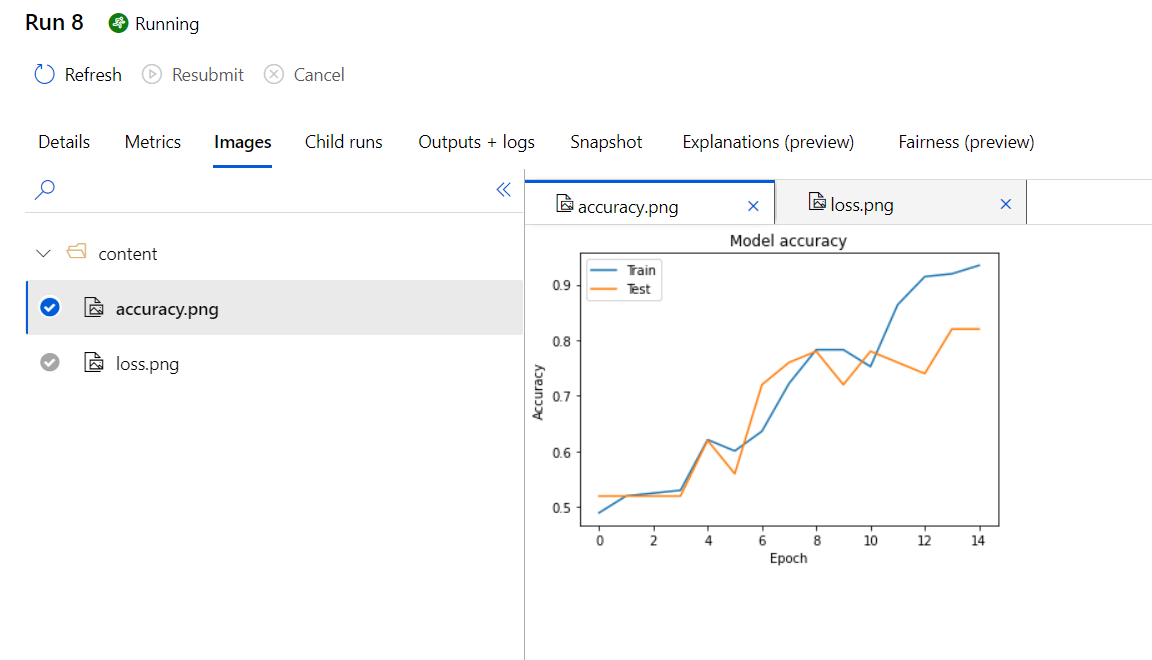 Run 8 Running
Refresh Resubmit Cancel
Details Metrics Images Child runs Outputs + logs Snapshot Explanations (preview) Fairness (preview)
content
accuracy.png
loss.png
accuracy.png loss.png
Model accuracy
Train
Test
0.9
0.8
0.7
0.6
0.5
Accuracy
0 2 4 6 8 10 12 14
Epoch